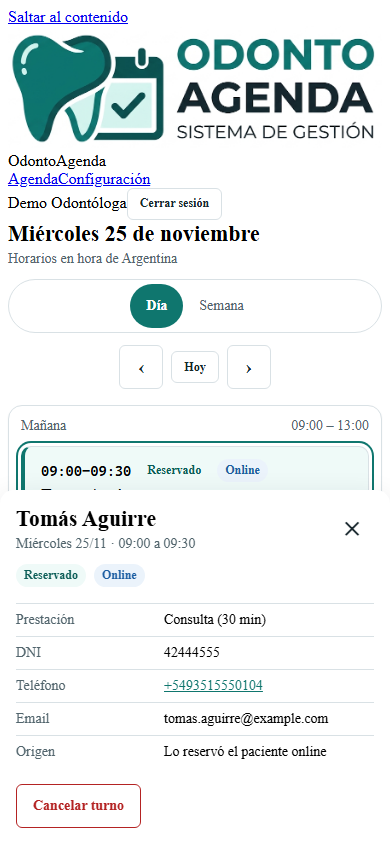 Saltar al contenido
ODONTO
AGENDA
SISTEMA DE GESTIÓN
OdontoAgenda
AgendaConfiguración
Demo Odontóloga Cerrar sesión
Miércoles 25 de noviembre
Horarios en hora de Argentina
Día Semana
‹ Hoy ›
Mañana 09:00 – 13:00
09:00–09:30 Reservado Online
Tomás Aguirre
Miércoles 25/11 · 09:00 a 09:30
Reservado Online
Prestación Consulta (30 min)
DNI 42444555
Teléfono +5493515550104
Email tomas.aguirre@example.com
Origen Lo reservó el paciente online
Cancelar turno